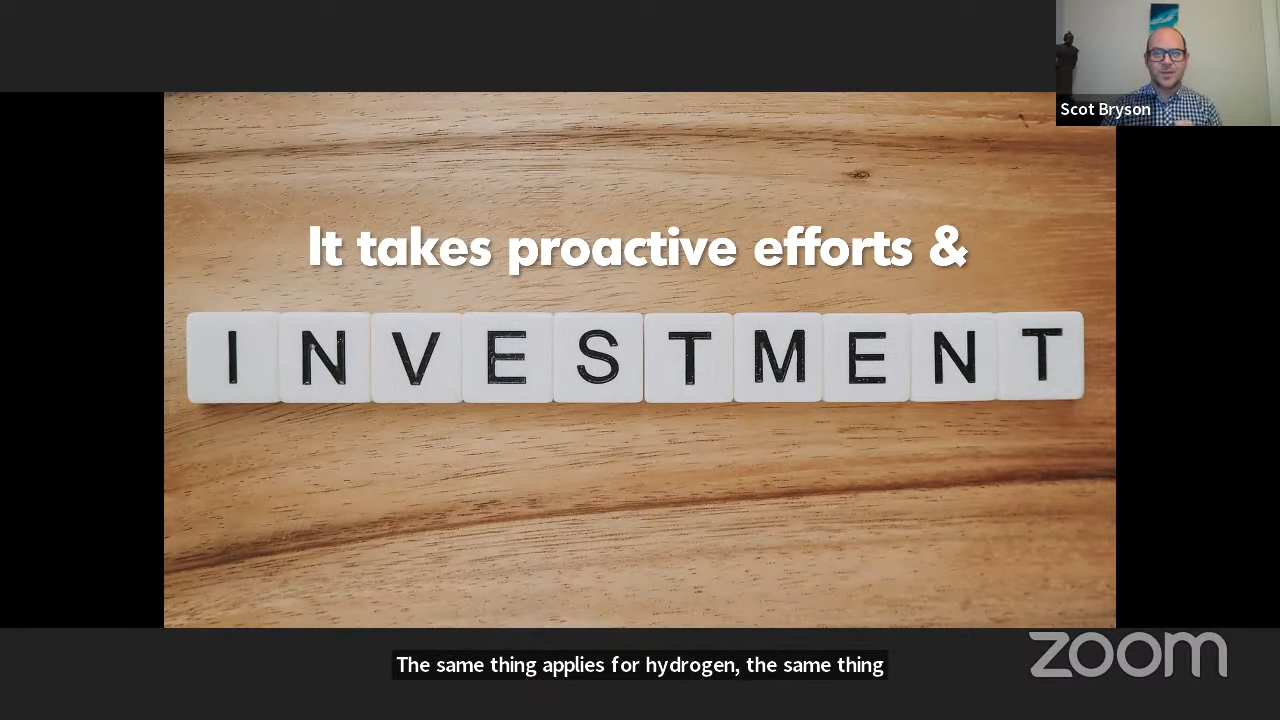 Scot Bryson
It takes proactive efforts &
INVESTMENT
The same thing applies for hydrogen, the same thing
zoom